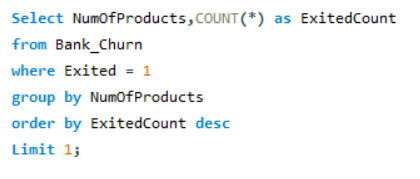 Select NumOfProducts,COUNT(*) as ExitedCount
from Bank_Churn
where Exited = 1
group by NumOfProducts
order by ExitedCount desc
Limit 1;